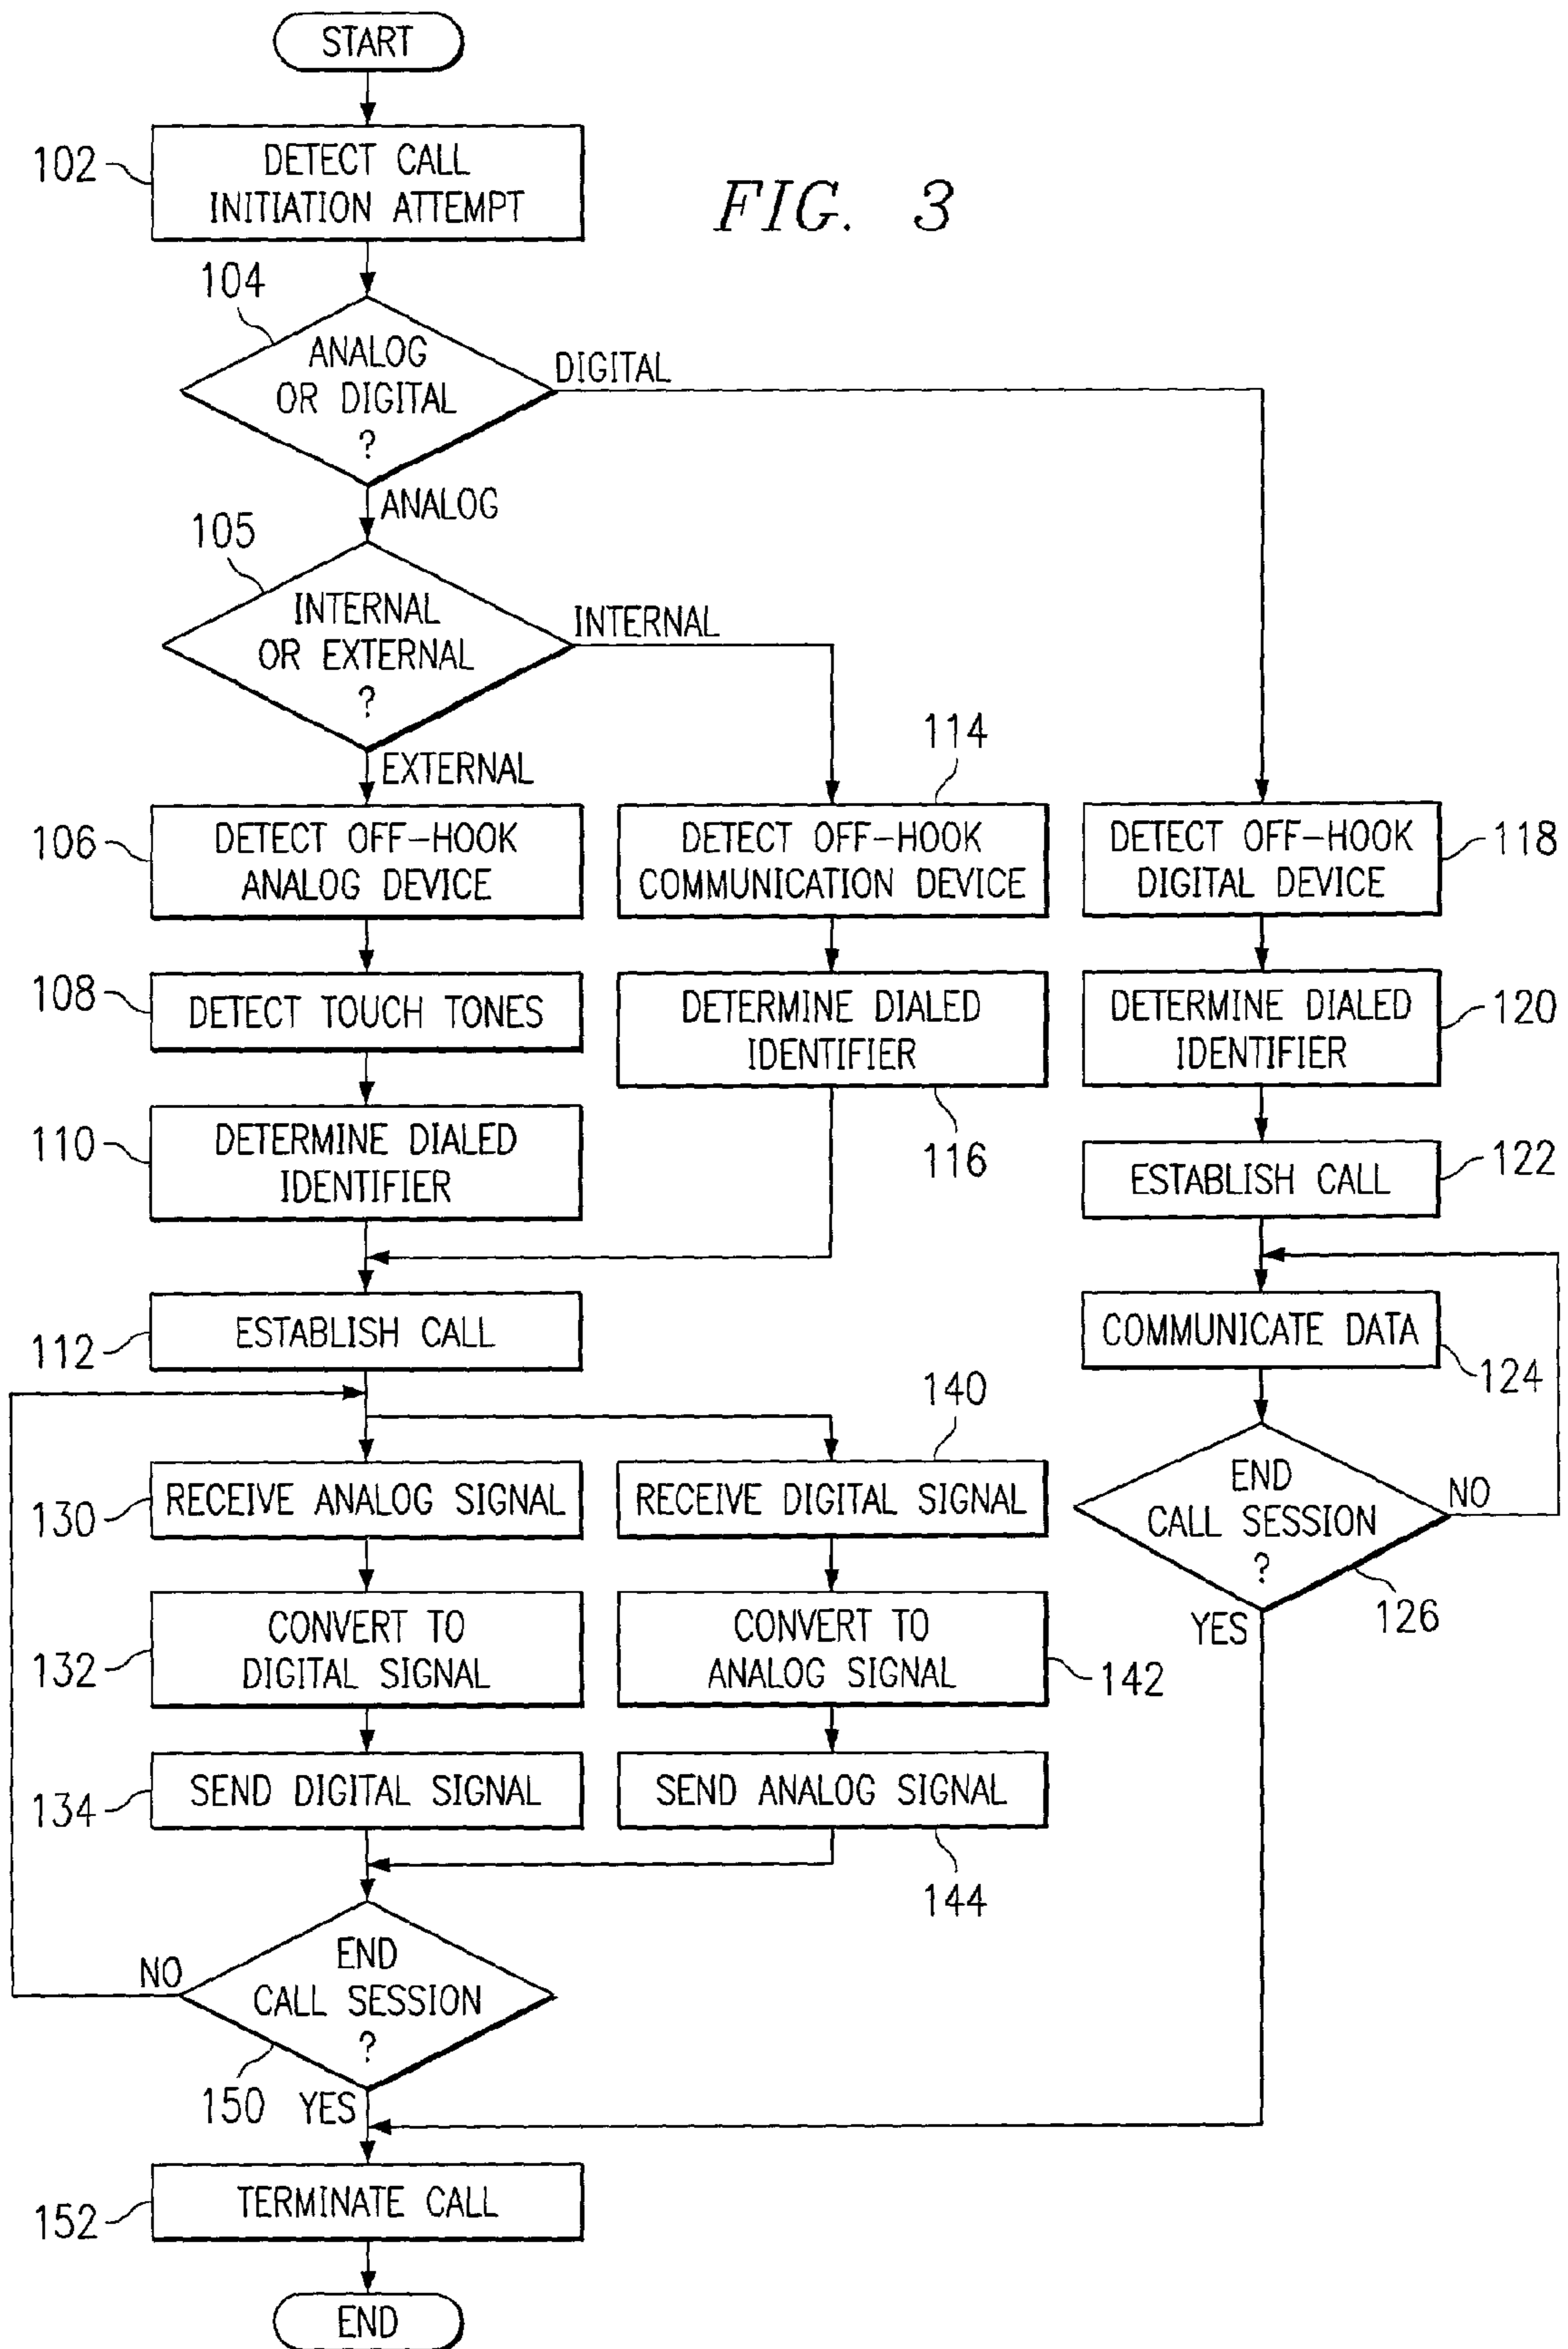 START
102
DETECT CALL
INITIATION ATTEMPT
FIG. 3
104
ANALOG
OR DIGITAL
?
DIGITAL
ANALOG
105
INTERNAL
OR EXTERNAL
?
INTERNAL
EXTERNAL
106
DETECT OFF-HOOK
ANALOG DEVICE
114
DETECT OFF-HOOK
COMMUNICATION DEVICE
DETECT OFF-HOOK
DIGITAL DEVICE
118
108
DETECT TOUCH TONES
DETERMINE DIALED
IDENTIFIER
116
DETERMINE DIALED
IDENTIFIER
120
110
DETERMINE DIALED
IDENTIFIER
ESTABLISH CALL
122
112
ESTABLISH CALL
COMMUNICATE DATA
124
130
RECEIVE ANALOG SIGNAL
140
RECEIVE DIGITAL SIGNAL
END
CALL SESSION
?
NO
YES
126
132
CONVERT TO
DIGITAL SIGNAL
CONVERT TO
ANALOG SIGNAL
142
134
SEND DIGITAL SIGNAL
SEND ANALOG SIGNAL
144
NO
END
CALL SESSION
?
150
YES
152
TERMINATE CALL
END